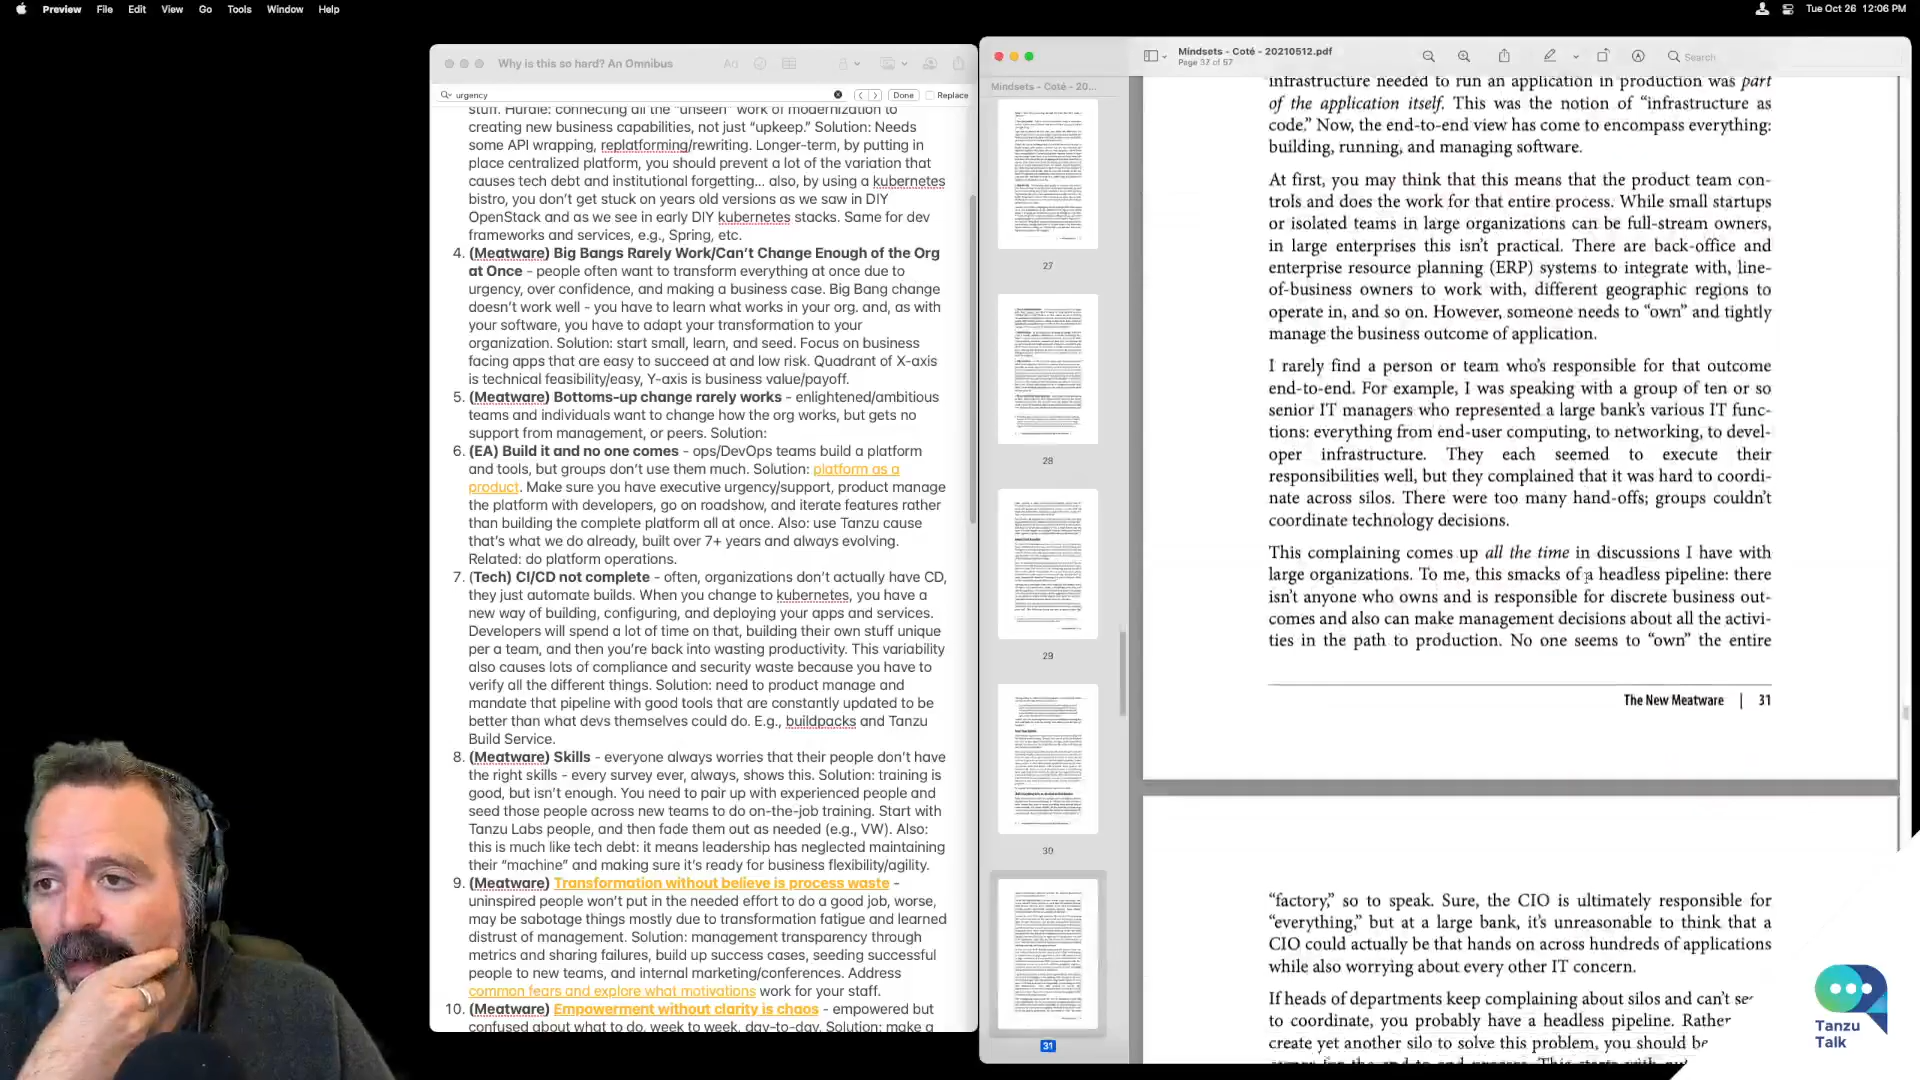 Preview File Edit View Go Tools Window Help
Tue Oct 26 12:06 PM
Why is this so hard? An Omnibus
urgency
Done
Replace
stuff. Hurdle: connecting all the “unseen” work of modernization to
creating new business capabilities, not just “upkeep.” Solution: Needs
some API wrapping, replatforming/rewriting. Longer-term, by putting in
place centralized platform, you should prevent a lot of the variation that
causes tech debt and institutional forgetting... also, by using a kubernetes
bistro, you don’t get stuck on years old versions as we saw in DIY
OpenStack and as we see in early DIY kubernetes stacks. Same for dev
frameworks and services, e.g., Spring, etc.
4. (Meatware) Big Bangs Rarely Work/Can’t Change Enough of the Org
at Once - people often want to transform everything at once due to
urgency, over confidence, and making a business case. Big Bang change
doesn’t work well - you have to learn what works in your org. and, as with
your software, you have to adapt your transformation to your
organization. Solution: start small, learn, and seed. Focus on business
facing apps that are easy to succeed at and low risk. Quadrant of X-axis
is technical feasibility/easy, Y-axis is business value/payoff.
5. (Meatware) Bottoms-up change rarely works - enlightened/ambitious
teams and individuals want to change how the org works, but gets no
support from management, or peers. Solution:
6. (EA) Build it and no one comes - ops/DevOps teams build a platform
and tools, but groups don’t use them much. Solution: platform as a
product. Make sure you have executive urgency/support, product manage
the platform with developers, go on roadshow, and iterate features rather
than building the complete platform all at once. Also: use Tanzu cause
that’s what we do already, built over 7+ years and always evolving.
Related: do platform operations.
7. (Tech) CI/CD not complete - often, organizations don’t actually have CD,
they just automate builds. When you change to kubernetes, you have a
new way of building, configuring, and deploying your apps and services.
Developers will spend a lot of time on that, building their own stuff unique
per a team, and then you’re back into wasting productivity. This variability
also causes lots of compliance and security waste because you have to
verify all the different things. Solution: need to product manage and
mandate that pipeline with good tools that are constantly updated to be
better than what devs themselves could do. E.g., buildpacks and Tanzu
Build Service.
8. (Meatware) Skills - everyone always worries that their people don’t have
the right skills - every survey ever, always, shows this. Solution: training is
good, but isn’t enough. You need to pair up with experienced people and
seed those people across new teams to do on-the-job training. Start with
Tanzu Labs people, and then fade them out as needed (e.g., VW). Also:
this is much like tech debt: it means leadership has neglected maintaining
their “machine” and making sure it’s ready for business flexibility/agility.
9. (Meatware) Transformation without believe is process waste -
uninspired people won’t put in the needed effort to do a good job, worse,
may be sabotage things mostly due to transformation fatigue and learned
distrust of management. Solution: management transparency through
metrics and sharing failures, build up success cases, seeding successful
people to new teams, and internal marketing/conferences. Address
common fears and explore what motivations work for your staff.
10. (Meatware) Empowerment without clarity is chaos - empowered but
confused about what to do, week to week, day-to-day. Solution: make a
Mindsets - Coté - 20210512.pdf
Page 37 of 57
Search
Mindsets - Coté - 20...
27
28
29
30
31
infrastructure needed to run an application in production was part
of the application itself. This was the notion of “infrastructure as
code.” Now, the end-to-end view has come to encompass everything:
building, running, and managing software.
At first, you may think that this means that the product team con-
trols and does the work for that entire process. While small startups
or isolated teams in large organizations can be full-stream owners,
in large enterprises this isn’t practical. There are back-office and
enterprise resource planning (ERP) systems to integrate with, line-
of-business owners to work with, different geographic regions to
operate in, and so on. However, someone needs to “own” and tightly
manage the business outcome of application.
I rarely find a person or team who’s responsible for that outcome
end-to-end. For example, I was speaking with a group of ten or so
senior IT managers who represented a large bank’s various IT func-
tions: everything from end-user computing, to networking, to devel-
oper infrastructure. They each seemed to execute their
responsibilities well, but they complained that it was hard to coordi-
nate across silos. There were too many hand-offs; groups couldn’t
coordinate technology decisions.
This complaining comes up all the time in discussions I have with
large organizations. To me, this smacks of a headless pipeline: there
isn’t anyone who owns and is responsible for discrete business out-
comes and also can make management decisions about all the activi-
ties in the path to production. No one seems to “own” the entire
The New Meatware | 31
“factory,” so to speak. Sure, the CIO is ultimately responsible for
“everything,” but at a large bank, it’s unreasonable to think that a
CIO could actually be that hands on across hundreds of applications
while also worrying about every other IT concern.
If heads of departments keep complaining about silos and can’t se
to coordinate, you probably have a headless pipeline. Rather
create yet another silo to solve this problem, you should be
Tanzu
Talk